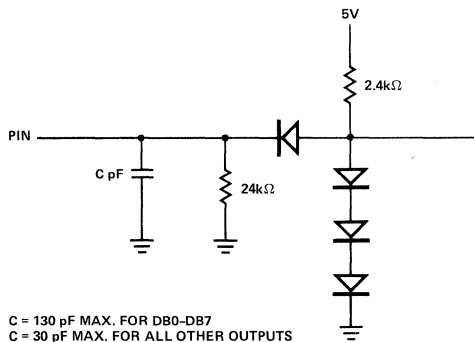 5V
2.4kΩ
PIN
C pF
24kΩ
C = 130 pF MAX. FOR DB0–DB7
C = 30 pF MAX. FOR ALL OTHER OUTPUTS